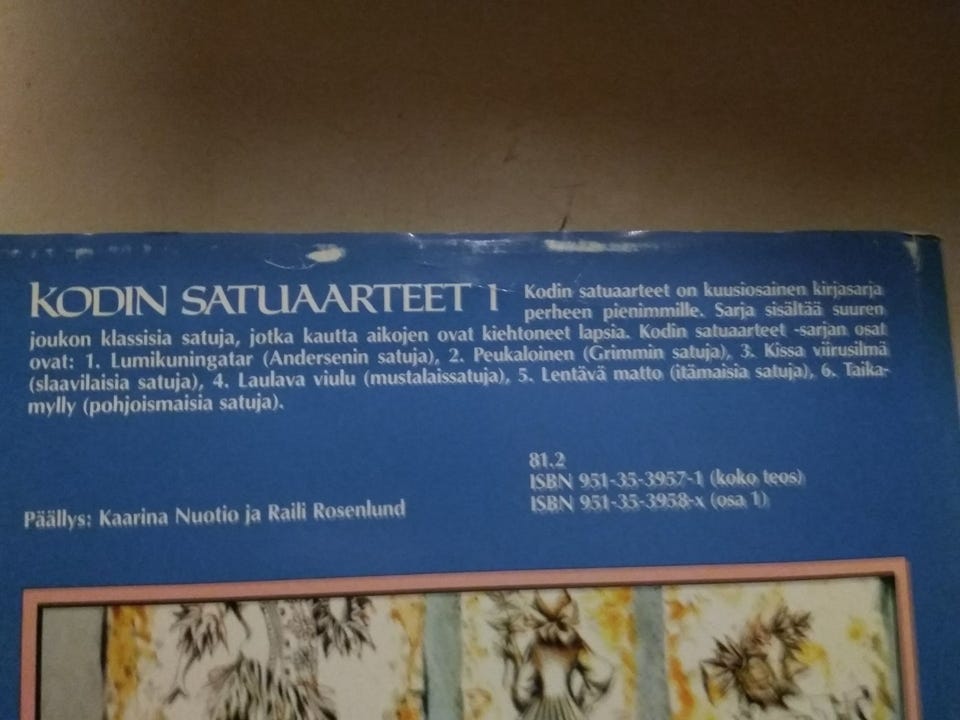 KODIN SATUAARTEET 1 Kodin satuaarteet on kuusiosainen kirjasarja
perheen pienimmille. Sarja sisältää suuren
joukon klassisia satuja, jotka kautta aikojen ovat kiehtoneet lapsia. Kodin satuaarteet -sarjan osat
ovat: 1. Lumikuningatar (Andersenin satuja), 2. Peukaloinen (Grimmin satuja), 3. Kissa viirusilmä
(slaavilaisia satuja), 4. Laulava viulu (mustalaissatuja), 5. Lentävä matto (itämaisia satuja), 6. Taika-
mylly (pohjoismaisia satuja).
81.2
ISBN 951-35-3957-1 (koko teos)
ISBN 951-35-3958-x (osa 1)
Päällys: Kaarina Nuotio ja Raili Rosenlund